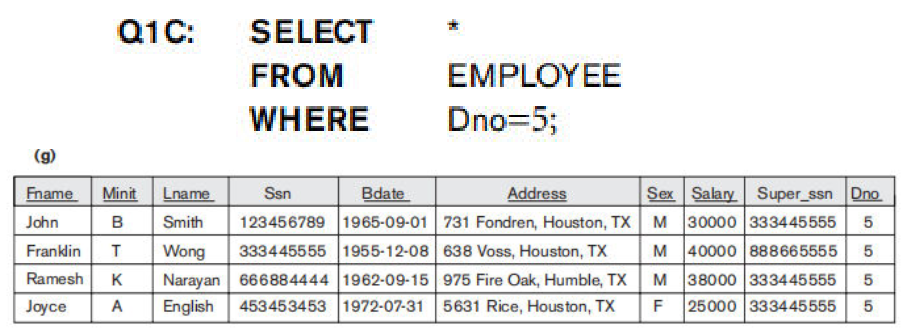 Q1C: SELECT *
FROM EMPLOYEE
WHERE Dno=5;
(g)
Fname Minit Lname Ssn Bdate Address Sex Salary Super_ssn Dno
John B Smith 123456789 1965-09-01 731 Fondren, Houston, TX M 30000 333445555 5
Franklin T Wong 333445555 1955-12-08 638 Voss, Houston, TX M 40000 888665555 5
Ramesh K Narayan 666884444 1962-09-15 975 Fire Oak, Humble, TX M 38000 333445555 5
Joyce A English 453453453 1972-07-31 5631 Rice, Houston, TX F 25000 333445555 5